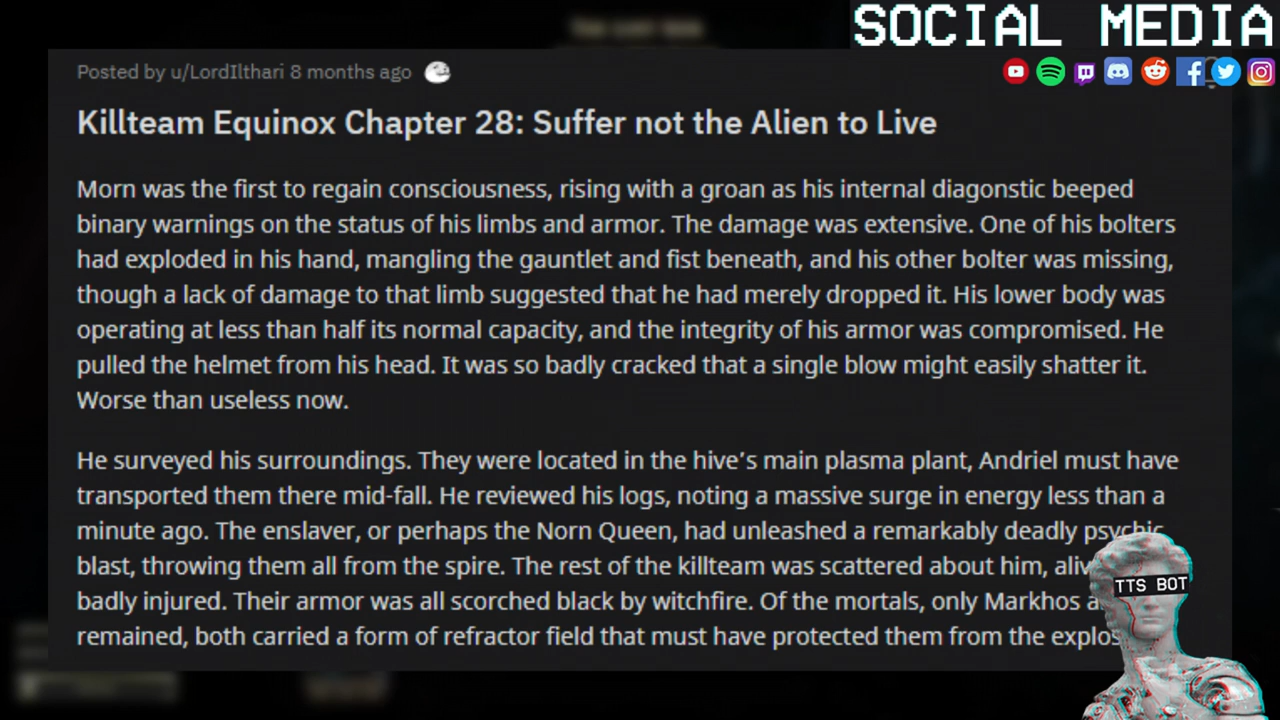 SOCIAL MEDIA
Posted by u/LordIlthari 8 months ago
Killteam Equinox Chapter 28: Suffer not the Alien to Live
Morn was the first to regain consciousness, rising with a groan as his internal diagonstic beeped
binary warnings on the status of his limbs and armor. The damage was extensive. One of his bolters
had exploded in his hand, mangling the gauntlet and fist beneath, and his other bolter was missing,
though a lack of damage to that limb suggested that he had merely dropped it. His lower body was
operating at less than half its normal capacity, and the integrity of his armor was compromised. He
pulled the helmet from his head. It was so badly cracked that a single blow might easily shatter it.
Worse than useless now.
He surveyed his surroundings. They were located in the hive’s main plasma plant, Andriel must have
transported them there mid-fall. He reviewed his logs, noting a massive surge in energy less than a
minute ago. The enslaver, or perhaps the Norn Queen, had unleashed a remarkably deadly psychic
blast, throwing them all from the spire. The rest of the killteam was scattered about him,
badly injured. Their armor was all scorched black by witchfire. Of the mortals, only Markhos
remained, both carried a form of refractor field that must have protected them from the
TTS BOT